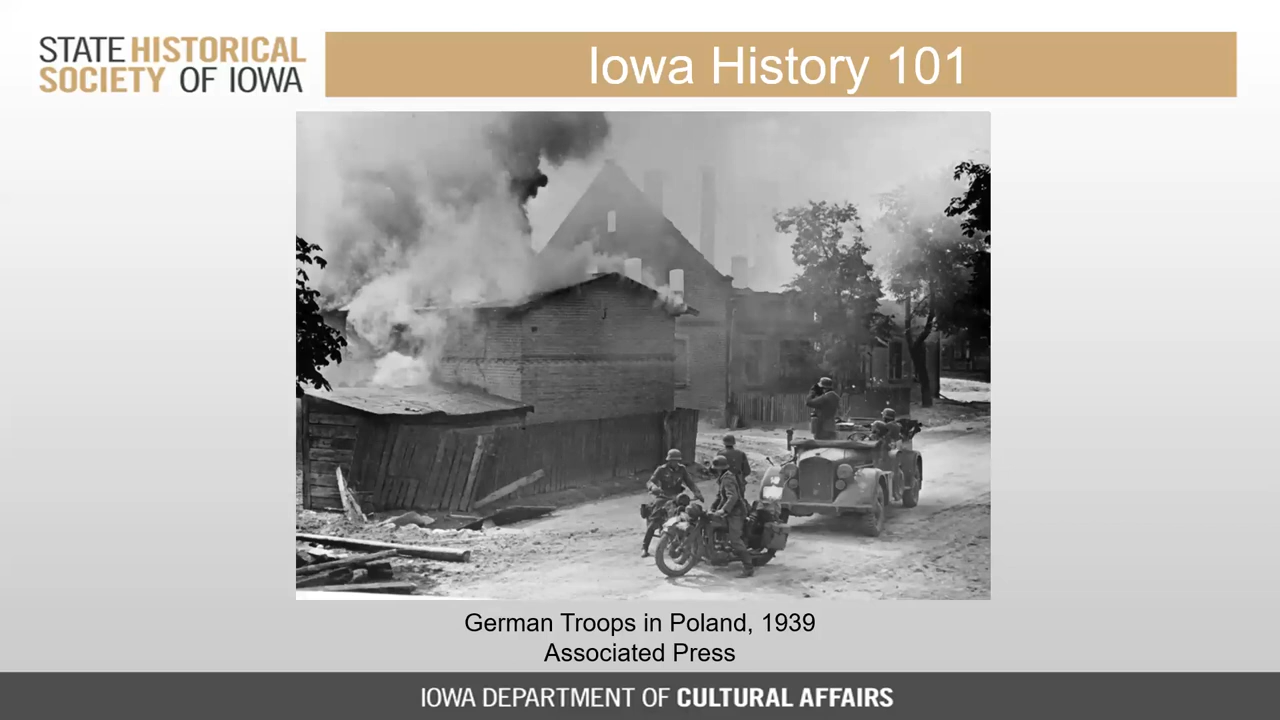 STATE HISTORICAL
SOCIETY OF IOWA
Iowa History 101
German Troops in Poland, 1939
Associated Press
IOWA DEPARTMENT OF CULTURAL AFFAIRS